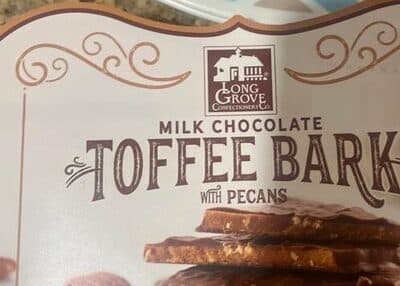 LONG
GROVE
CONFECTIONERY CO.
MILK CHOCOLATE
TOFFEE BARK
WITH PECANS